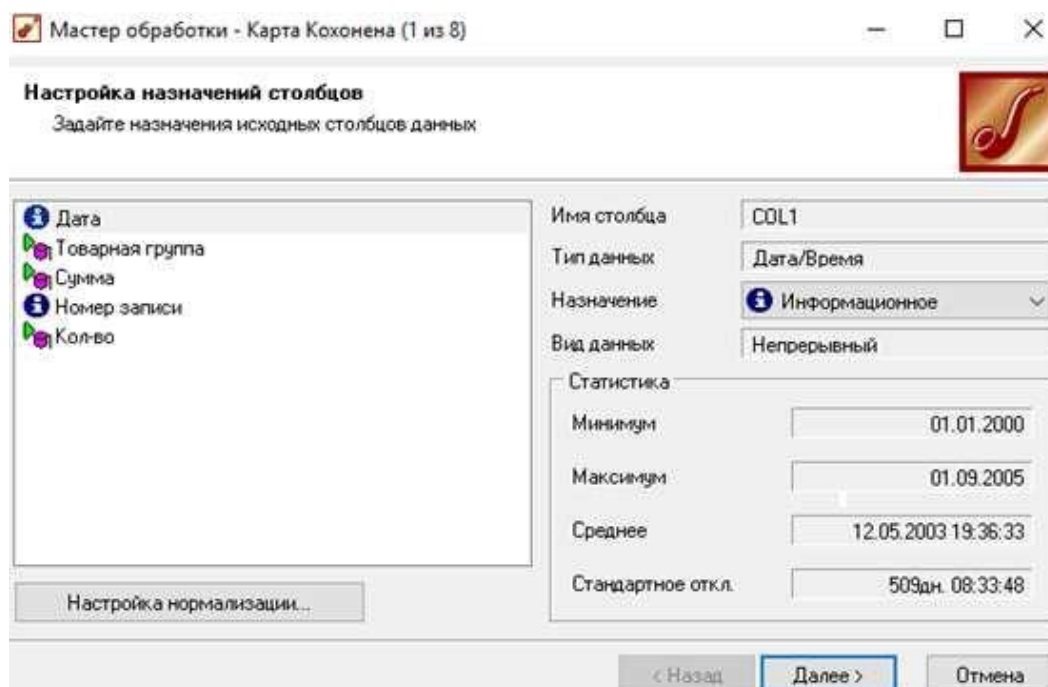 Мастер обработки - Карта Кохонена (1 из 8)
Настройка назначений столбцов
Задайте назначения исходных столбцов данных
Дата
Товарная группа
Сумма
Номер записи
Кол-во
Настройка нормализации...
Имя столбца COL1
Тип данных Дата/Время
Назначение Информационное
Вид данных Непрерывный
Статистика
Минимум 01.01.2000
Максимум 01.09.2005
Среднее 12.05.2003 19:36:33
Стандартное откл. 509дн. 08:33:48
< Назад Далее > Отмена